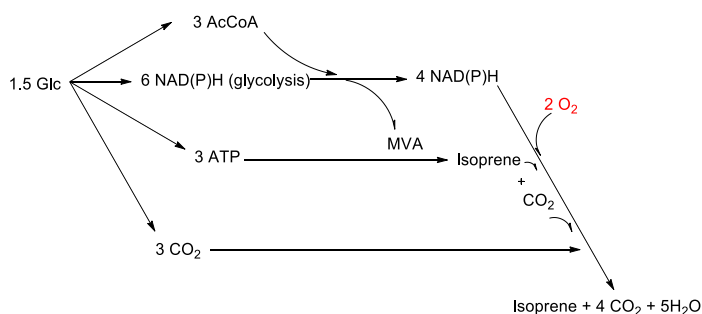 3 AcCoA
1.5 Glc
6 NAD(P)H (glycolysis)
4 NAD(P)H
2 O₂
MVA
3 ATP
Isoprene
+
CO₂
3 CO₂
Isoprene + 4 CO₂ + 5H₂O